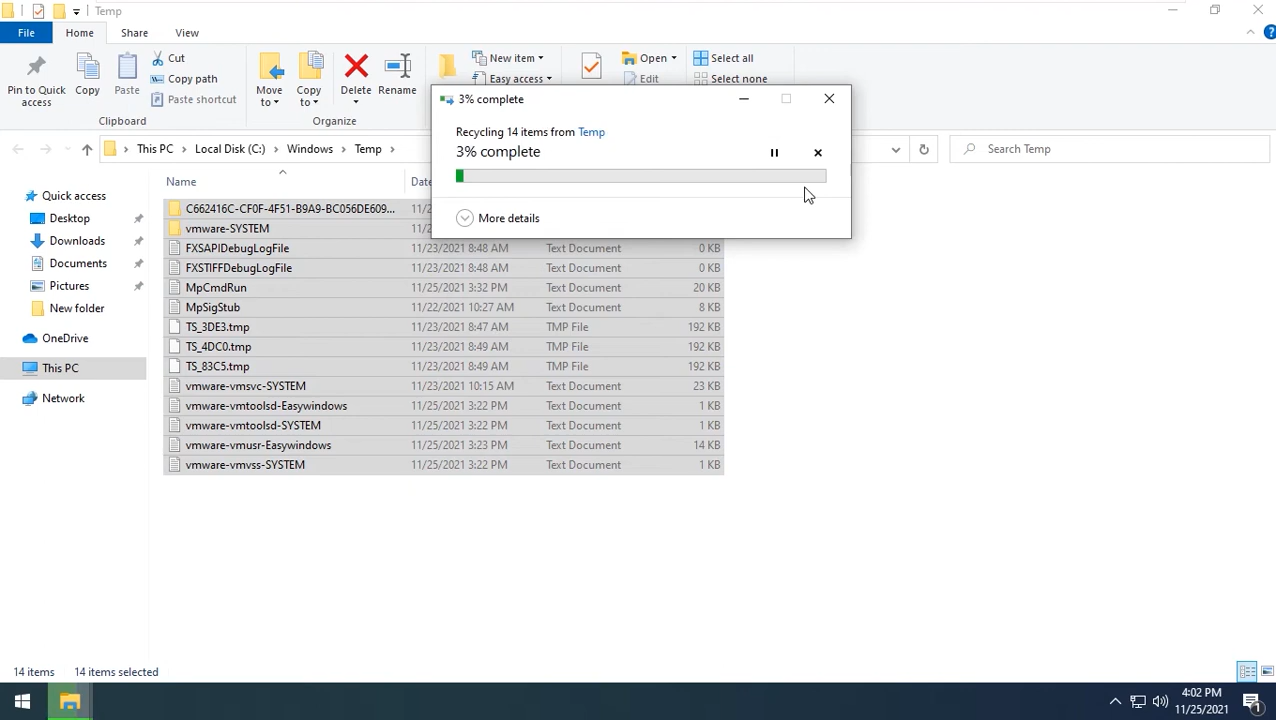 Temp
File Home Share View
Pin to Quick access
Copy
Paste
Cut
Copy path
Paste shortcut
Clipboard
Move to
Copy to
Delete
Rename
Organize
New item
Easy access
Open
Edit
Select all
Select none
3% complete
Recycling 14 items from Temp
3% complete
More details
This PC Local Disk (C:) Windows Temp
Search Temp
Quick access
Desktop
Downloads
Documents
Pictures
New folder
OneDrive
This PC
Network
Name
C662416C-CF0F-4F51-B9A9-BC056DE609...
vmware-SYSTEM
FXSAPIDebugLogFile 11/23/2021 8:48 AM Text Document 0 KB
FXSTIFFDebugLogFile 11/23/2021 8:48 AM Text Document 0 KB
MpCmdRun 11/25/2021 3:32 PM Text Document 20 KB
MpSigStub 11/22/2021 10:27 AM Text Document 8 KB
TS_3DE3.tmp 11/23/2021 8:47 AM TMP File 192 KB
TS_4DC0.tmp 11/23/2021 8:49 AM TMP File 192 KB
TS_83C5.tmp 11/23/2021 8:49 AM TMP File 192 KB
vmware-vmsvc-SYSTEM 11/23/2021 10:15 AM Text Document 23 KB
vmware-vmtoolsd-Easywindows 11/25/2021 3:22 PM Text Document 1 KB
vmware-vmtoolsd-SYSTEM 11/25/2021 3:22 PM Text Document 1 KB
vmware-vmusr-Easywindows 11/25/2021 3:23 PM Text Document 14 KB
vmware-vmvss-SYSTEM 11/25/2021 3:22 PM Text Document 1 KB
14 items 14 items selected
4:02 PM
11/25/2021
1